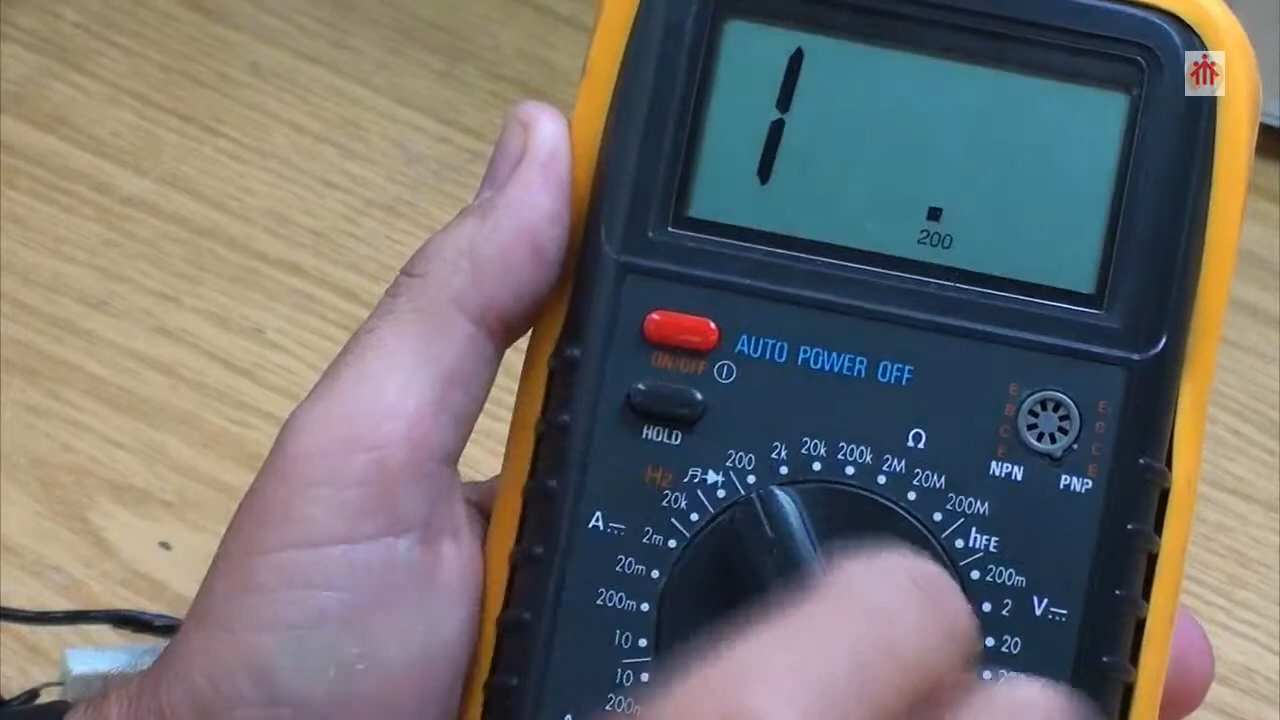 1
200
ON/OFF
AUTO POWER OFF
HOLD
Ω
E
B
C
E
E
B
C
E
NPN
PNP
Hz
200
2k
20k
200k
2M
20M
200M
hFE
20k
A
2m
20m
200m
10
10
200m
2
V
20